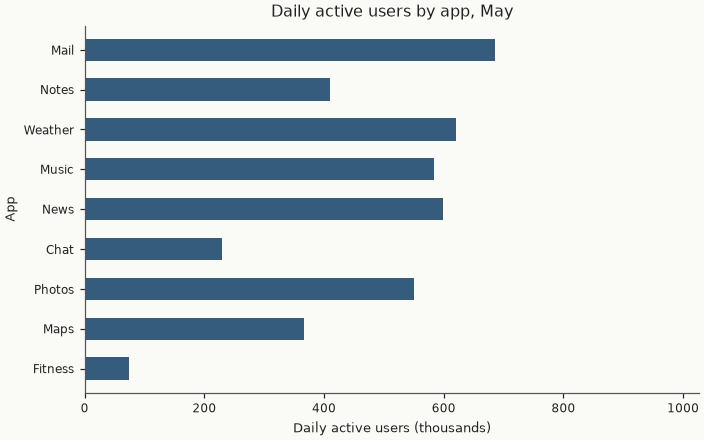 Daily active users by app, May
Mail
Notes
Weather
Music
News
Chat
Photos
Maps
Fitness
App
0 200 400 600 800 1000
Daily active users (thousands)